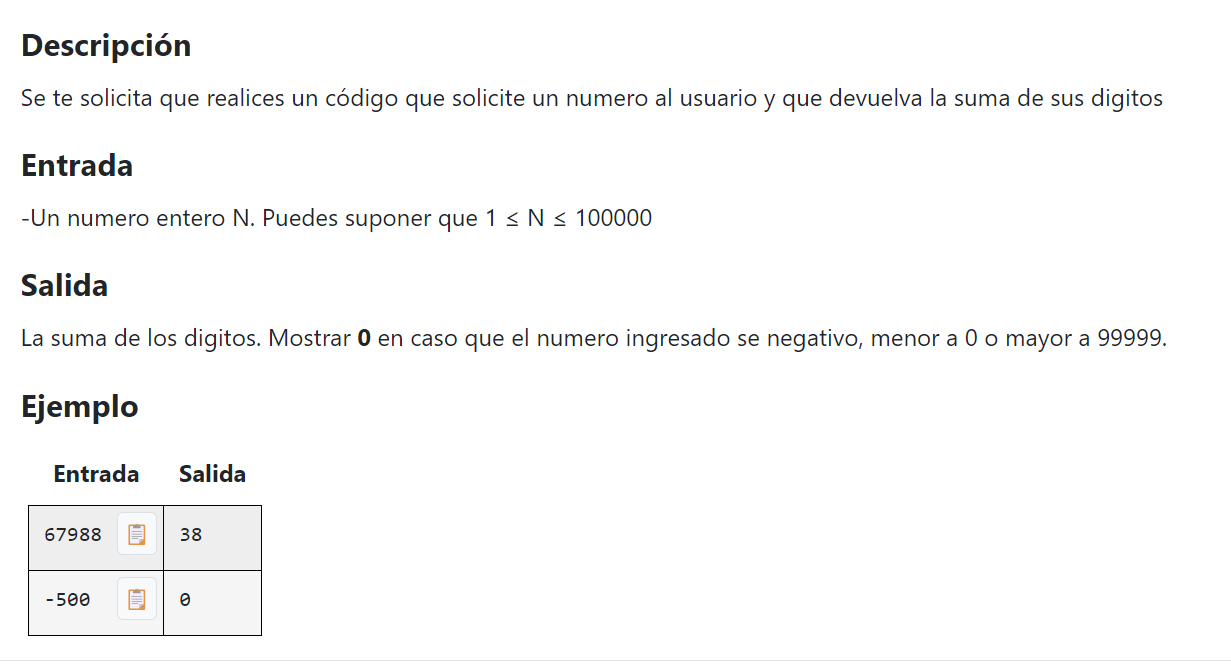 Descripción
Se te solicita que realices un código que solicite un numero al usuario y que devuelva la suma de sus digitos
Entrada
-Un numero entero N. Puedes suponer que 1 ≤ N ≤ 100000
Salida
La suma de los digitos. Mostrar 0 en caso que el numero ingresado se negativo, menor a 0 o mayor a 99999.
Ejemplo
Entrada Salida
67988 38
-500 0